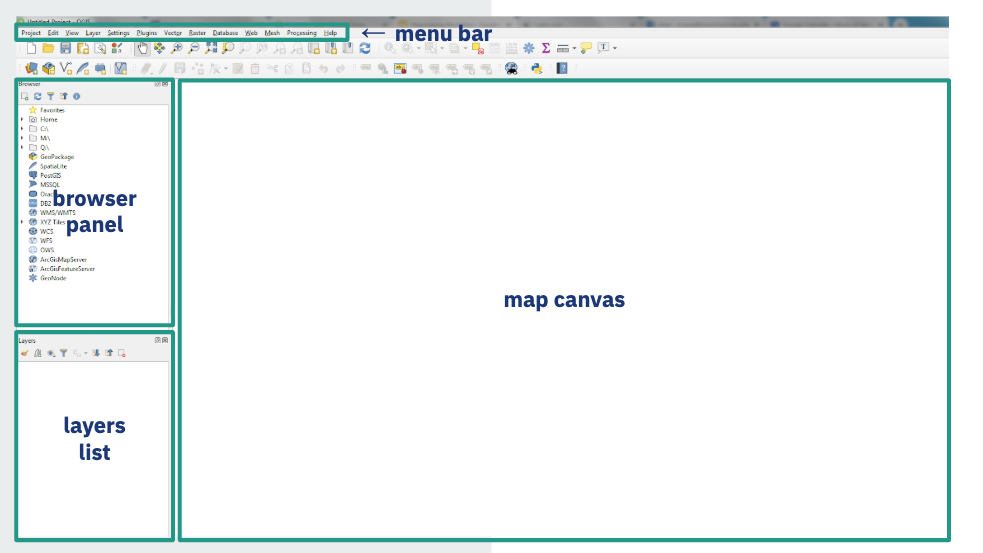 Untitled Project - QGIS
Project Edit View Layer Settings Plugins Vector Raster Database Web Mesh Processing Help
← menu bar
Browser
Favorites
Home
C:\
M:\
Q:\
GeoPackage
SpatiaLite
PostGIS
MSSQL
DB2
WMS/WMTS
XYZ Tiles
WCS
WFS
OWS
ArcGisMapServer
ArcGisFeatureServer
GeoNode
browser
panel
map canvas
Layers
layers
list